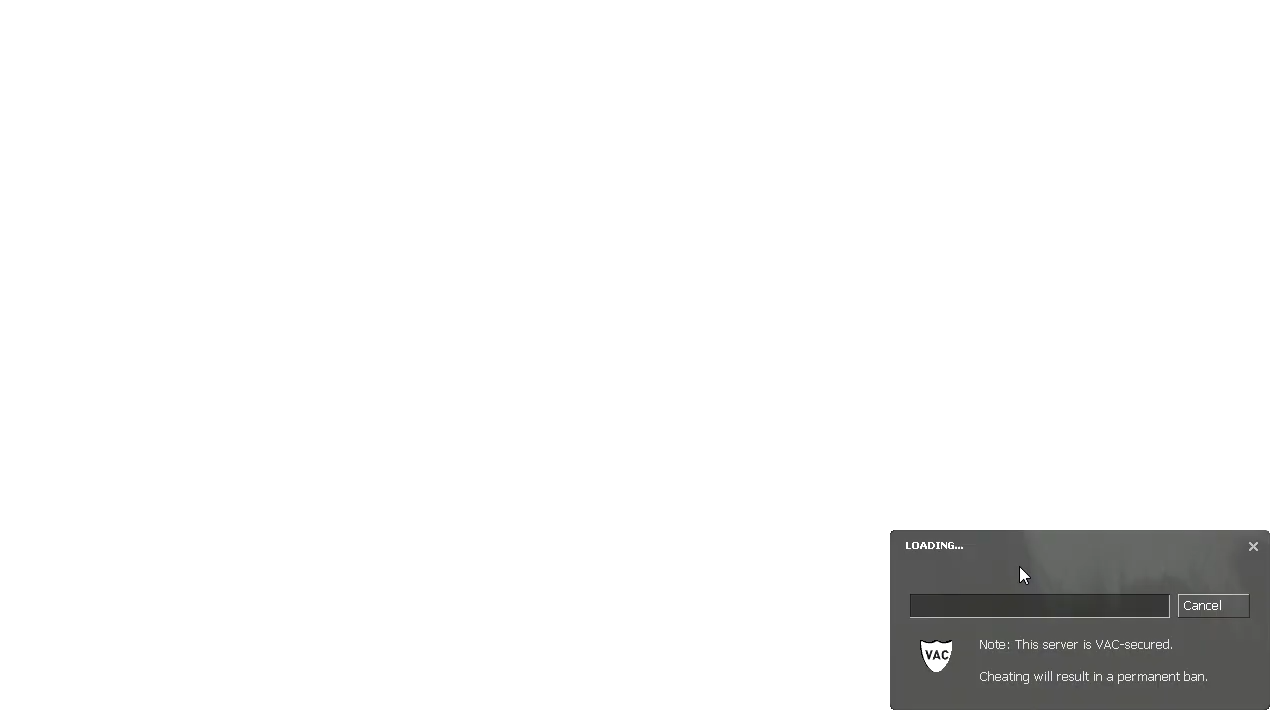 LOADING...
Cancel
VAC
Note: This server is VAC-secured.
Cheating will result in a permanent ban.